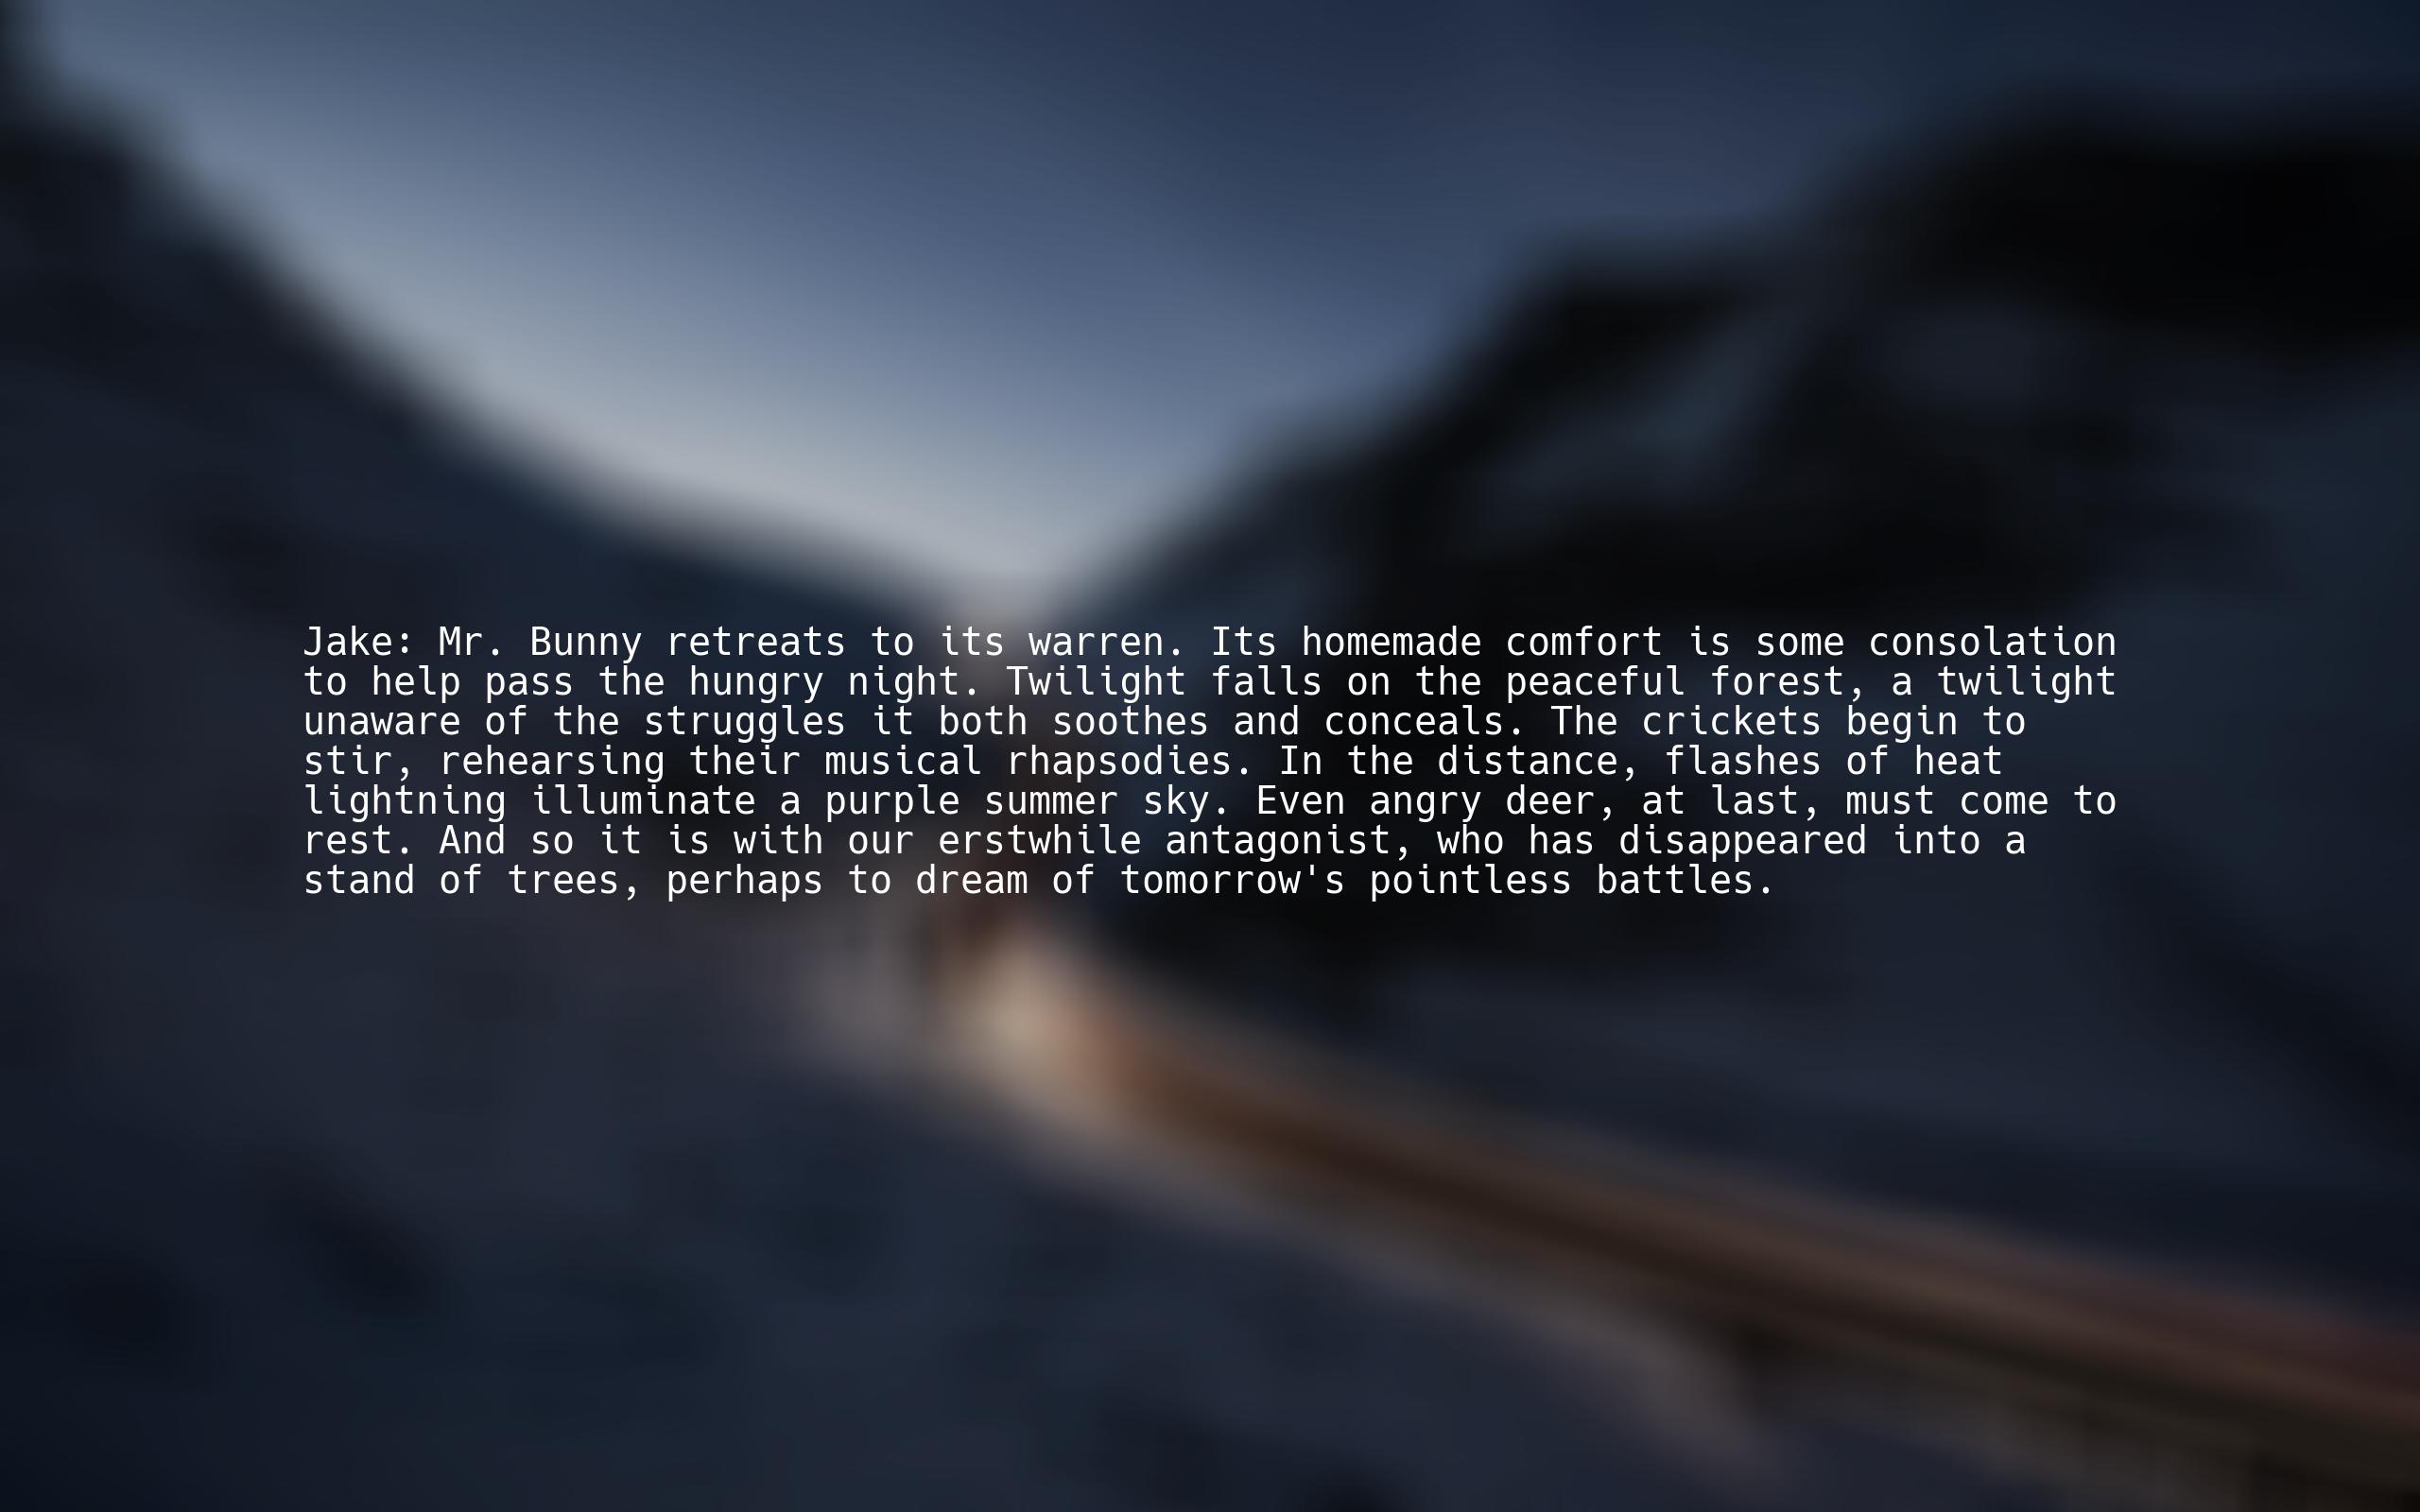 Jake: Mr. Bunny retreats to its warren. Its homemade comfort is some consolation
to help pass the hungry night. Twilight falls on the peaceful forest, a twilight
unaware of the struggles it both soothes and conceals. The crickets begin to
stir, rehearsing their musical rhapsodies. In the distance, flashes of heat
lightning illuminate a purple summer sky. Even angry deer, at last, must come to
rest. And so it is with our erstwhile antagonist, who has disappeared into a
stand of trees, perhaps to dream of tomorrow's pointless battles.